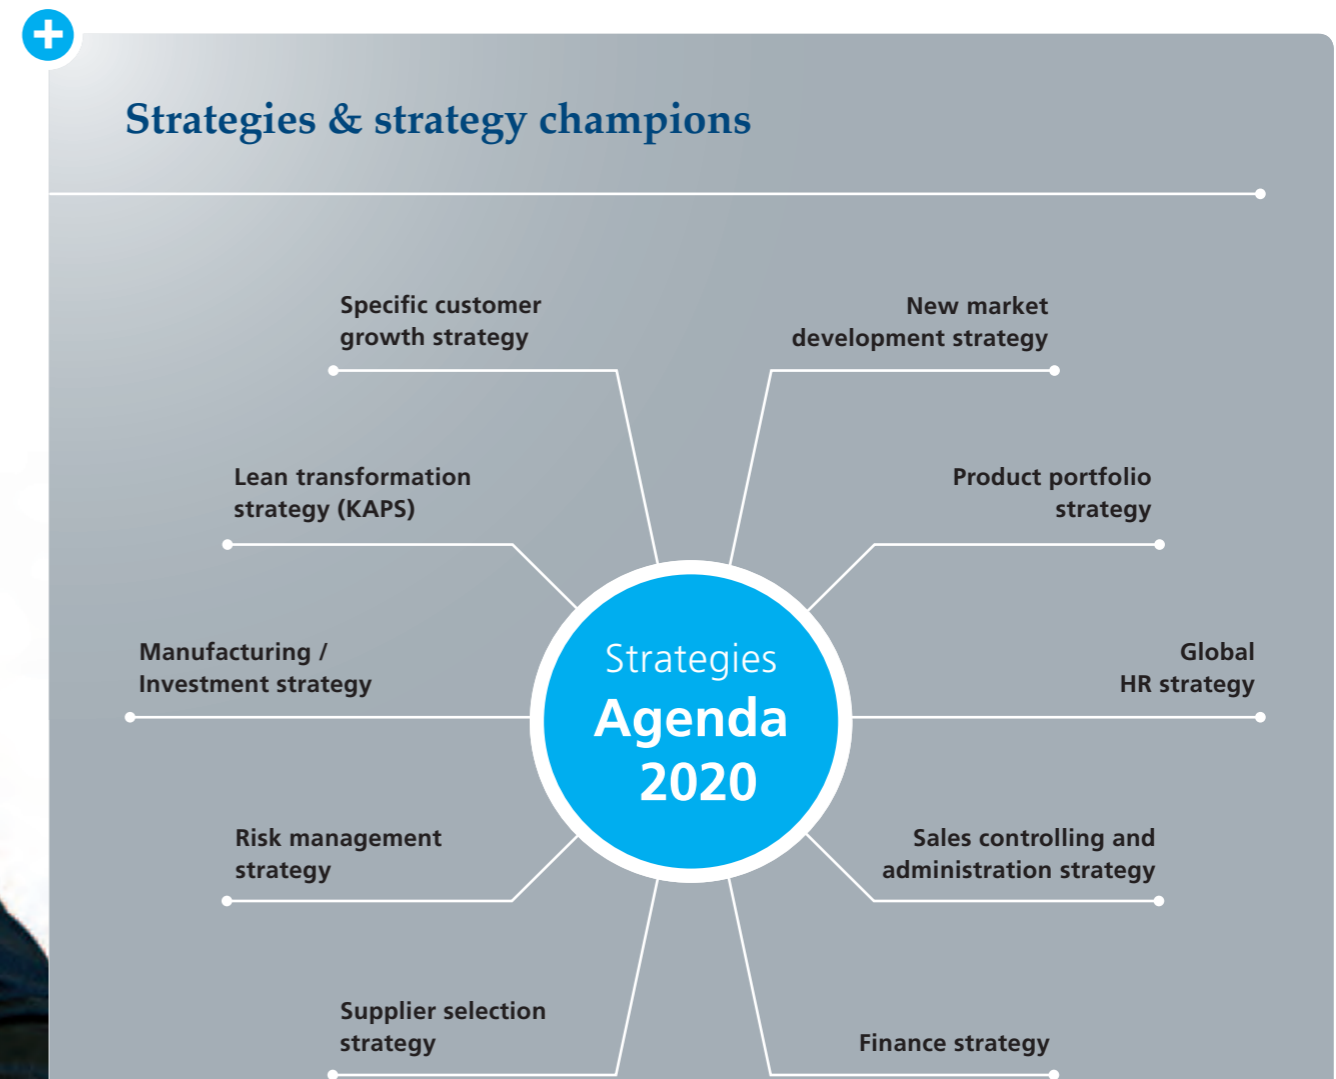 Strategies & strategy champions
Specific customer
growth strategy
New market
development strategy
Lean transformation
strategy (KAPS)
Product portfolio
strategy
Manufacturing /
Investment strategy
Strategies
Agenda
2020
Global
HR strategy
Risk management
strategy
Sales controlling and
administration strategy
Supplier selection
strategy
Finance strategy